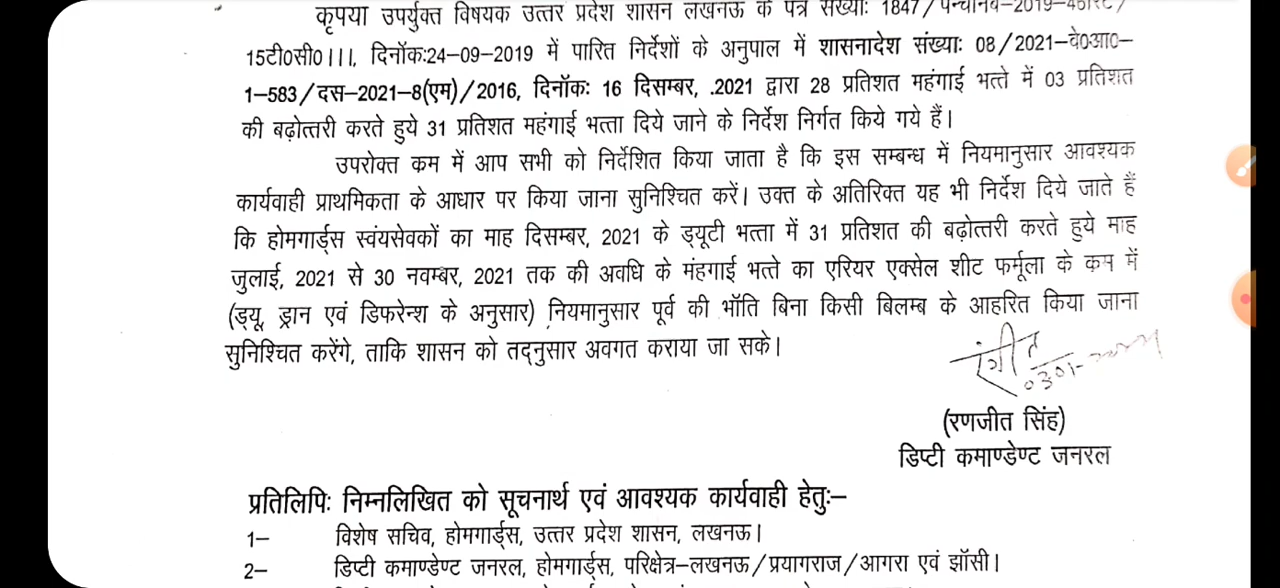 कृपया उपर्युक्त विषयक उत्तर प्रदेश शासन लखनऊ के पत्र संख्याः 1847/पन्चानवे-2019-
15टी0सी0।।।, दिनॉकः24-09-2019 में पारित निर्देशों के अनुपाल में शासनादेश संख्याः 08/2021-वे0आ0-
1-583/दस-2021-8(एम)/2016, दिनॉकः 16 दिसम्बर, .2021 द्वारा 28 प्रतिशत महंगाई भत्ते में 03 प्रतिशत
की बढ़ोत्तरी करते हुये 31 प्रतिशत महंगाई भत्ता दिये जाने के निर्देश निर्गत किये गये हैं।
उपरोक्त कम में आप सभी को निर्देशित किया जाता है कि इस सम्बन्ध में नियमानुसार आवश्यक
कार्यवाही प्राथमिकता के आधार पर किया जाना सुनिश्चित करें। उक्त के अतिरिक्त यह भी निर्देश दिये जाते हैं
कि होमगार्ड्स स्वंयसेवकों का माह दिसम्बर, 2021 के ड्यूटी भत्ता में 31 प्रतिशत की बढ़ोत्तरी करते हुये माह
जुलाई, 2021 से 30 नवम्बर, 2021 तक की अवधि के मंहगाई भत्ते का एरियर एक्सेल शीट फर्मूला के कम में
(ड्यू, ड्रान एवं डिफरेन्श के अनुसार) नियमानुसार पूर्व की भॉति बिना किसी बिलम्ब के आहरित किया जाना
सुनिश्चित करेंगे, ताकि शासन को तद्नुसार अवगत कराया जा सके।
(रणजीत सिंह)
डिप्टी कमाण्डेण्ट जनरल
प्रतिलिपिः निम्नलिखित को सूचनार्थ एवं आवश्यक कार्यवाही हेतुः-
1- विशेष सचिव, होमगार्ड्स, उत्तर प्रदेश शासन, लखनऊ।
2- डिप्टी कमाण्डेण्ट जनरल, होमगार्ड्स, परिक्षेत्र-लखनऊ/प्रयागराज/आगरा एवं झॉसी।